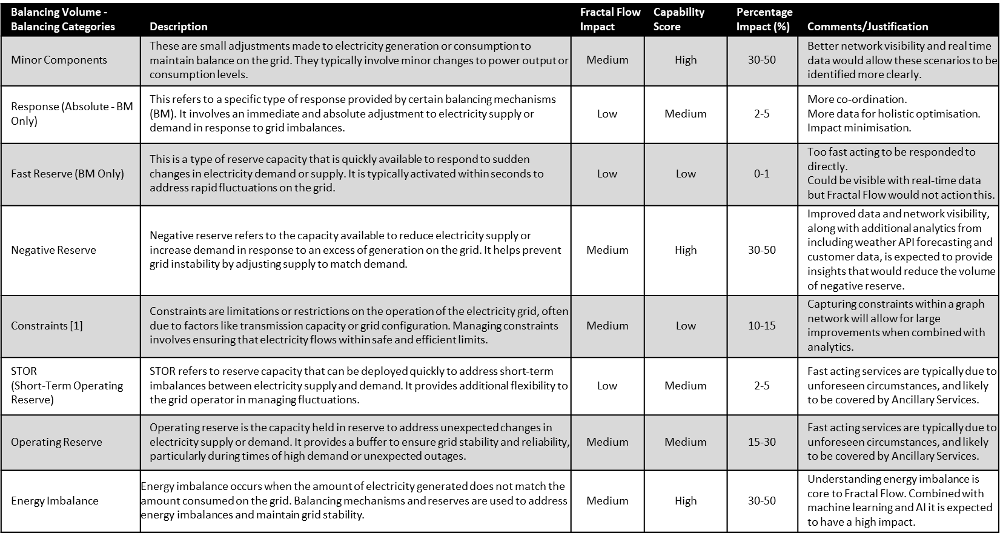 Balancing Volume -
Balancing Categories
Description
Fractal Flow
Impact
Capability
Score
Percentage
Impact (%)
Comments/Justification
Minor Components
These are small adjustments made to electricity generation or consumption to
maintain balance on the grid. They typically involve minor changes to power output or
consumption levels.
Medium
High
30-50
Better network visibility and real time
data would allow these scenarios to be
identified more clearly.
Response (Absolute - BM
Only)
This refers to a specific type of response provided by certain balancing mechanisms
(BM). It involves an immediate and absolute adjustment to electricity supply or
demand in response to grid imbalances.
Low
Medium
2-5
More co-ordination.
More data for holistic optimisation.
Impact minimisation.
Fast Reserve (BM Only)
This is a type of reserve capacity that is quickly available to respond to sudden
changes in electricity demand or supply. It is typically activated within seconds to
address rapid fluctuations on the grid.
Low
Low
0-1
Too fast acting to be responded to
directly.
Could be visible with real-time data
but Fractal Flow would not action this.
Negative Reserve
Negative reserve refers to the capacity available to reduce electricity supply or
increase demand in response to an excess of generation on the grid. It helps prevent
grid instability by adjusting supply to match demand.
Medium
High
30-50
Improved data and network visibility,
along with additional analytics from
including weather API forecasting and
customer data, is expected to provide
insights that would reduce the volume
of negative reserve.
Constraints [1]
Constraints are limitations or restrictions on the operation of the electricity grid, often
due to factors like transmission capacity or grid configuration. Managing constraints
involves ensuring that electricity flows within safe and efficient limits.
Medium
Low
10-15
Capturing constraints within a graph
network will allow for large
improvements when combined with
analytics.
STOR
(Short-Term Operating
Reserve)
STOR refers to reserve capacity that can be deployed quickly to address short-term
imbalances between electricity supply and demand. It provides additional flexibility to
the grid operator in managing fluctuations.
Low
Medium
2-5
Fast acting services are typically due to
unforeseen circumstances, and likely
to be covered by Ancillary Services.
Operating Reserve
Operating reserve is the capacity held in reserve to address unexpected changes in
electricity supply or demand. It provides a buffer to ensure grid stability and reliability,
particularly during times of high demand or unexpected outages.
Medium
Medium
15-30
Fast acting services are typically due to
unforeseen circumstances, and likely
to be covered by Ancillary Services.
Energy Imbalance
Energy imbalance occurs when the amount of electricity generated does not match the
amount consumed on the grid. Balancing mechanisms and reserves are used to address
energy imbalances and maintain grid stability.
Medium
High
30-50
Understanding energy imbalance is
core to Fractal Flow. Combined with
machine learning and AI it is expected
to have a high impact.